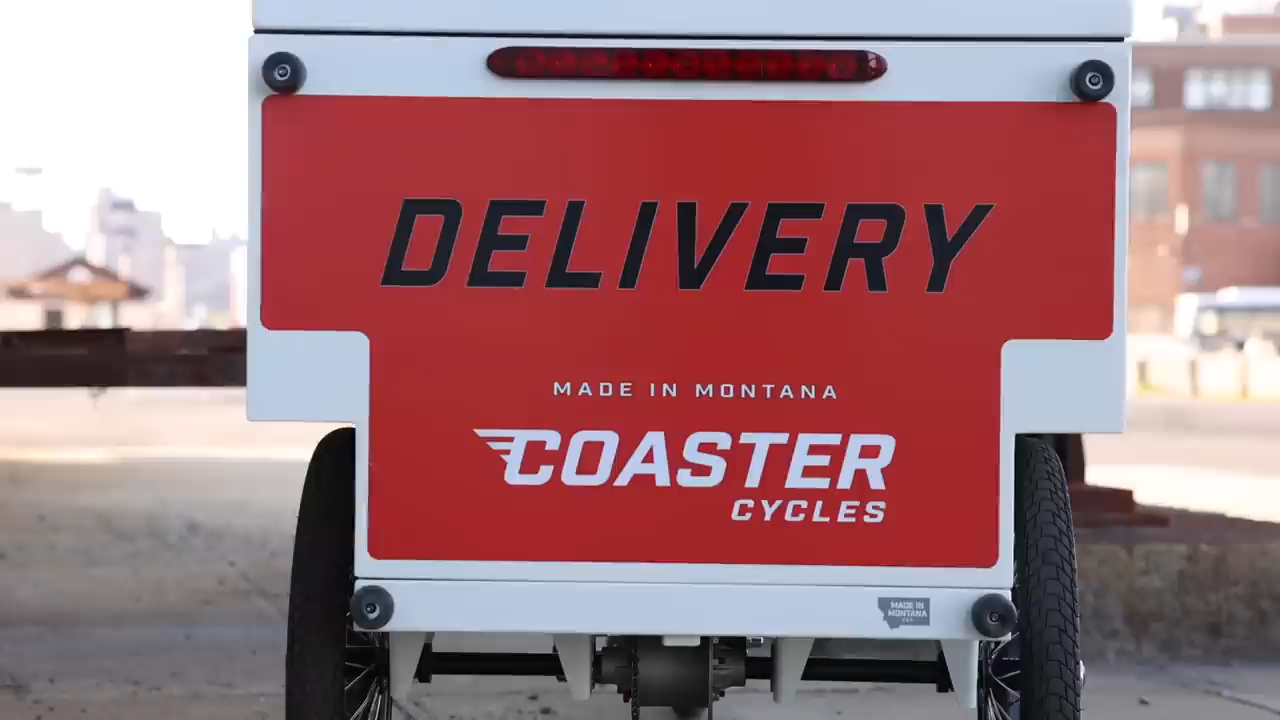 DELIVERY
MADE IN MONTANA
COASTER
CYCLES
MADE IN
MONTANA